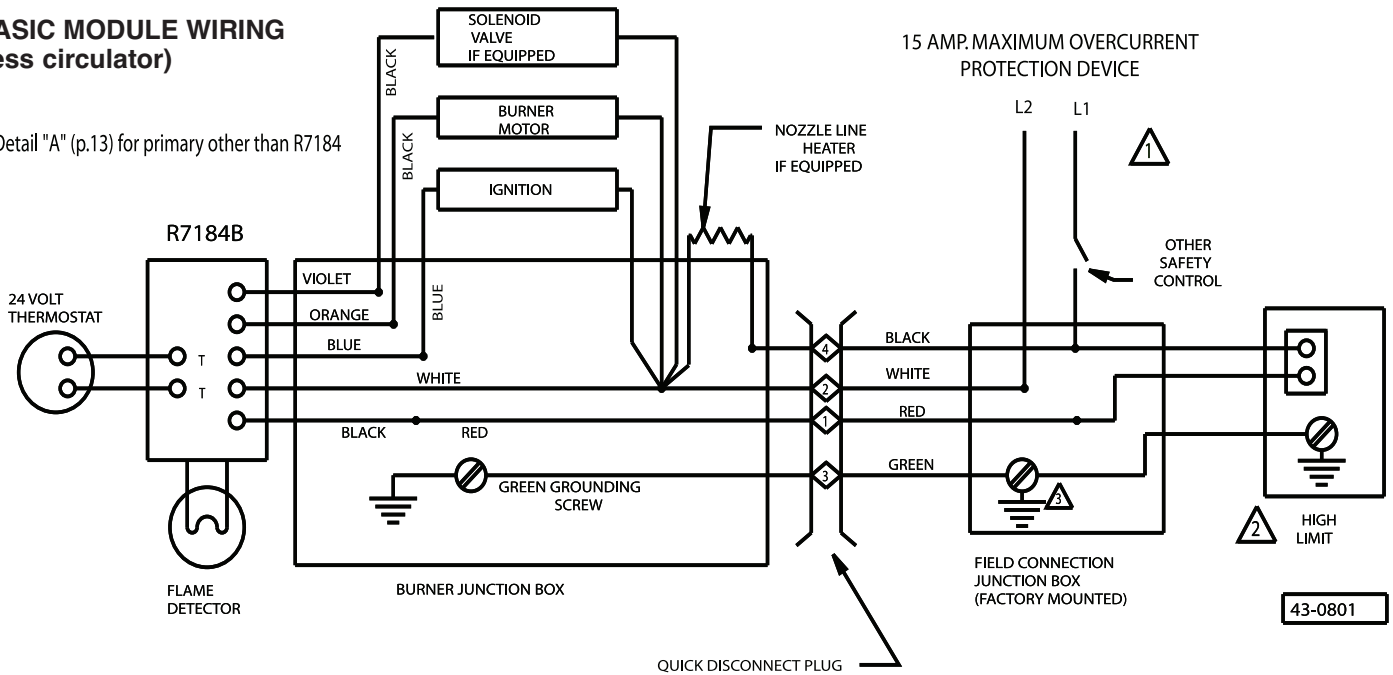 ASIC MODULE WIRING
ess circulator)
Detail "A" (p.13) for primary other than R7184
SOLENOID
VALVE
IF EQUIPPED
BLACK
BURNER
MOTOR
BLACK
IGNITION
BLUE
NOZZLE LINE
HEATER
IF EQUIPPED
15 AMP. MAXIMUM OVERCURRENT
PROTECTION DEVICE
L2 L1
1
OTHER
SAFETY
CONTROL
R7184B
24 VOLT
THERMOSTAT
T
T
VIOLET
ORANGE
BLUE
WHITE
BLACK RED
GREEN GROUNDING
SCREW
4
2
1
3
BLACK
WHITE
RED
GREEN
3
2
HIGH
LIMIT
FLAME
DETECTOR
BURNER JUNCTION BOX
FIELD CONNECTION
JUNCTION BOX
(FACTORY MOUNTED)
43-0801
QUICK DISCONNECT PLUG